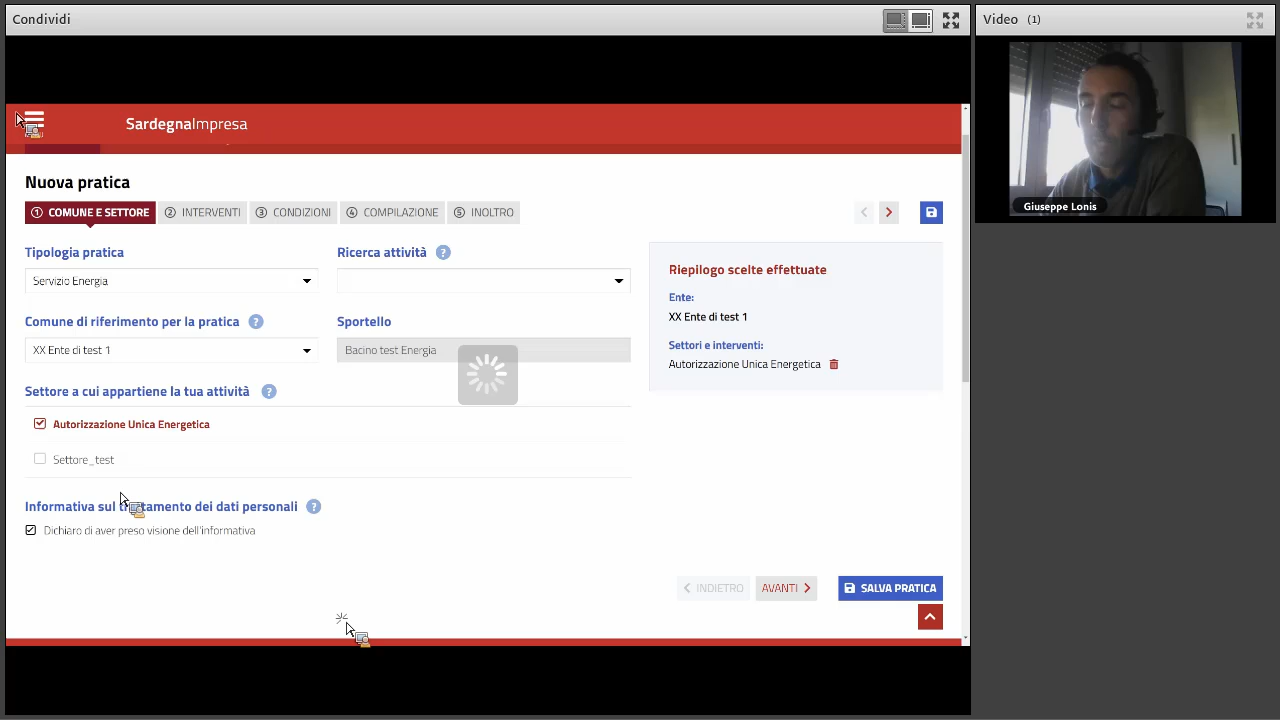 Condividi
Video (1)
SardegnaImpresa
Nuova pratica
1 COMUNE E SETTORE
2 INTERVENTI
3 CONDIZIONI
4 COMPILAZIONE
5 INOLTRO
Tipologia pratica
Ricerca attività ?
Servizio Energia
Comune di riferimento per la pratica ?
Sportello
XX Ente di test 1
Bacino test Energia
Settore a cui appartiene la tua attività ?
Autorizzazione Unica Energetica
Settore_test
Informativa sul trattamento dei dati personali ?
Dichiaro di aver preso visione dell'informativa
Riepilogo scelte effettuate
Ente:
XX Ente di test 1
Settori e interventi:
Autorizzazione Unica Energetica
INDIETRO
AVANTI
SALVA PRATICA
Giuseppe Lonis